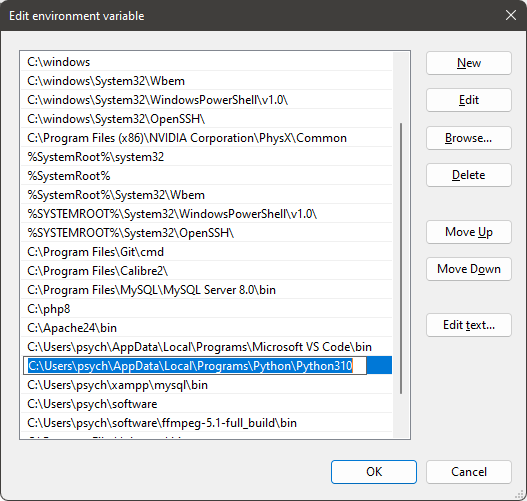 Edit environment variable
C:\windows
C:\windows\System32\Wbem
C:\windows\System32\WindowsPowerShell\v1.0\
C:\windows\System32\OpenSSH\
C:\Program Files (x86)\NVIDIA Corporation\PhysX\Common
%SystemRoot%\system32
%SystemRoot%
%SystemRoot%\System32\Wbem
%SYSTEMROOT%\System32\WindowsPowerShell\v1.0\
%SYSTEMROOT%\System32\OpenSSH\
C:\Program Files\Git\cmd
C:\Program Files\Calibre2\
C:\Program Files\MySQL\MySQL Server 8.0\bin
C:\php8
C:\Apache24\bin
C:\Users\psych\AppData\Local\Programs\Microsoft VS Code\bin
C:\Users\psych\AppData\Local\Programs\Python\Python310
C:\Users\psych\xampp\mysql\bin
C:\Users\psych\software
C:\Users\psych\software\ffmpeg-5.1-full_build\bin
New
Edit
Browse...
Delete
Move Up
Move Down
Edit text...
OK
Cancel